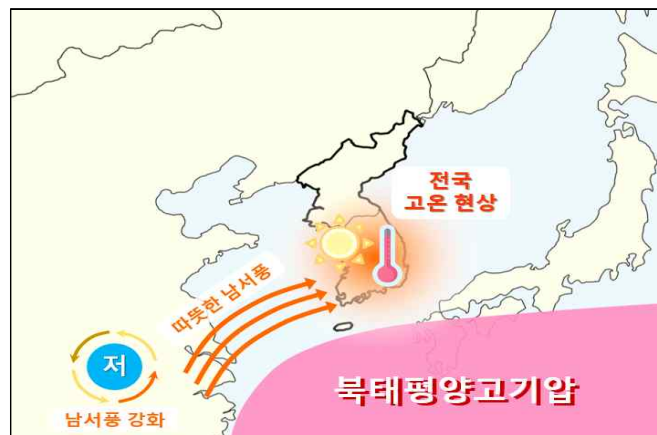 전국
고온 현상
따뜻한 남서풍
저
남서풍 강화
북태평양고기압